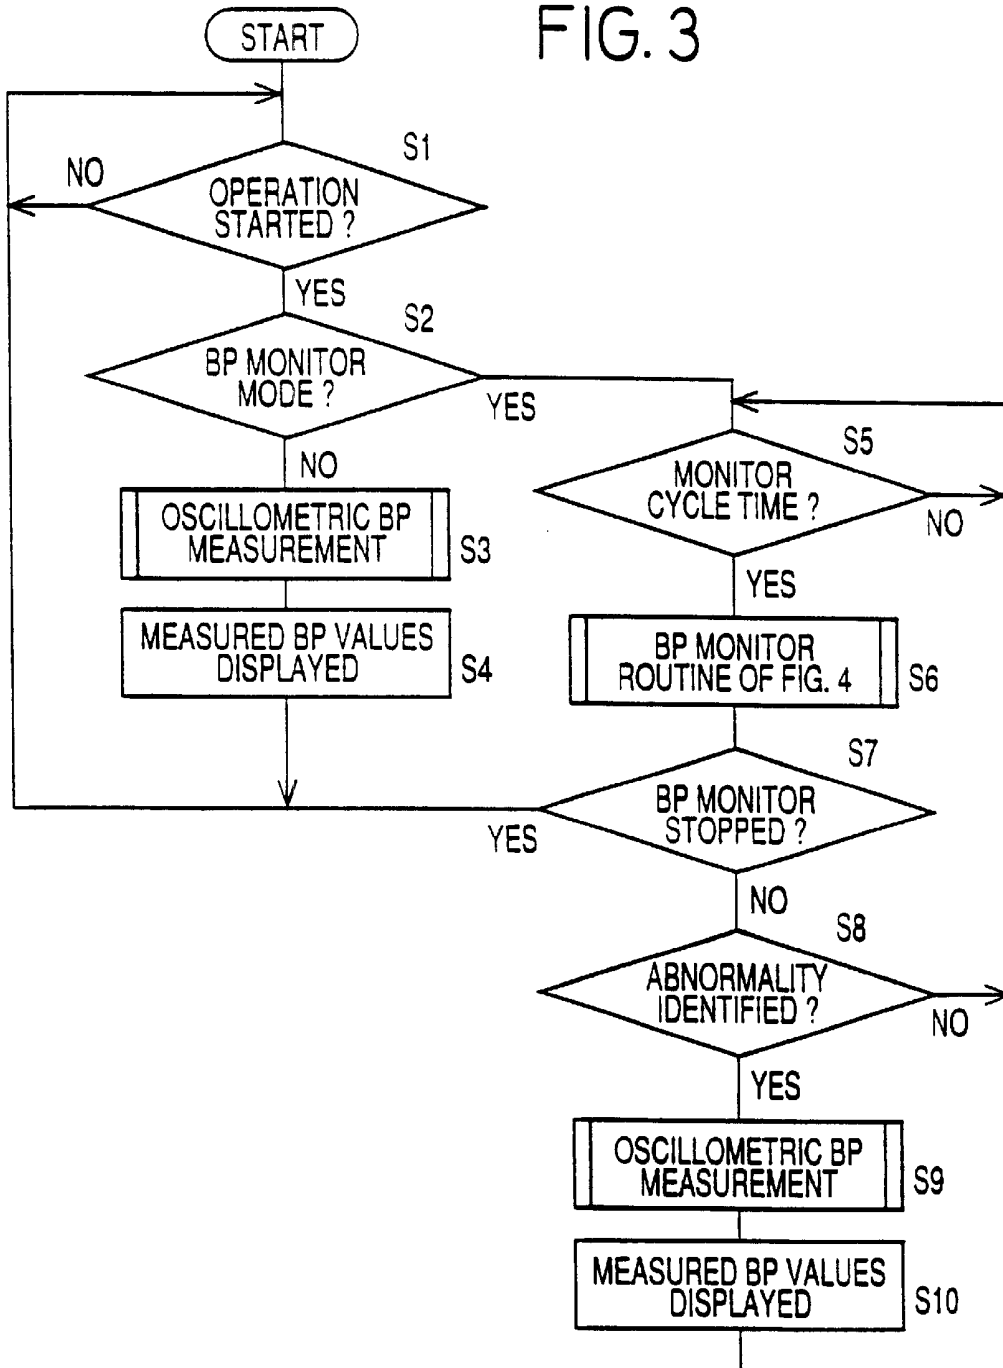 FIG. 3
START
S1
NO
OPERATION
STARTED ?
YES
S2
BP MONITOR
MODE ?
YES
NO
OSCILLOMETRIC BP
MEASUREMENT
S3
MEASURED BP VALUES
DISPLAYED
S4
S5
MONITOR
CYCLE TIME ?
NO
YES
BP MONITOR
ROUTINE OF FIG. 4
S6
S7
BP MONITOR
STOPPED ?
YES
NO
S8
ABNORMALITY
IDENTIFIED ?
NO
YES
OSCILLOMETRIC BP
MEASUREMENT
S9
MEASURED BP VALUES
DISPLAYED
S10